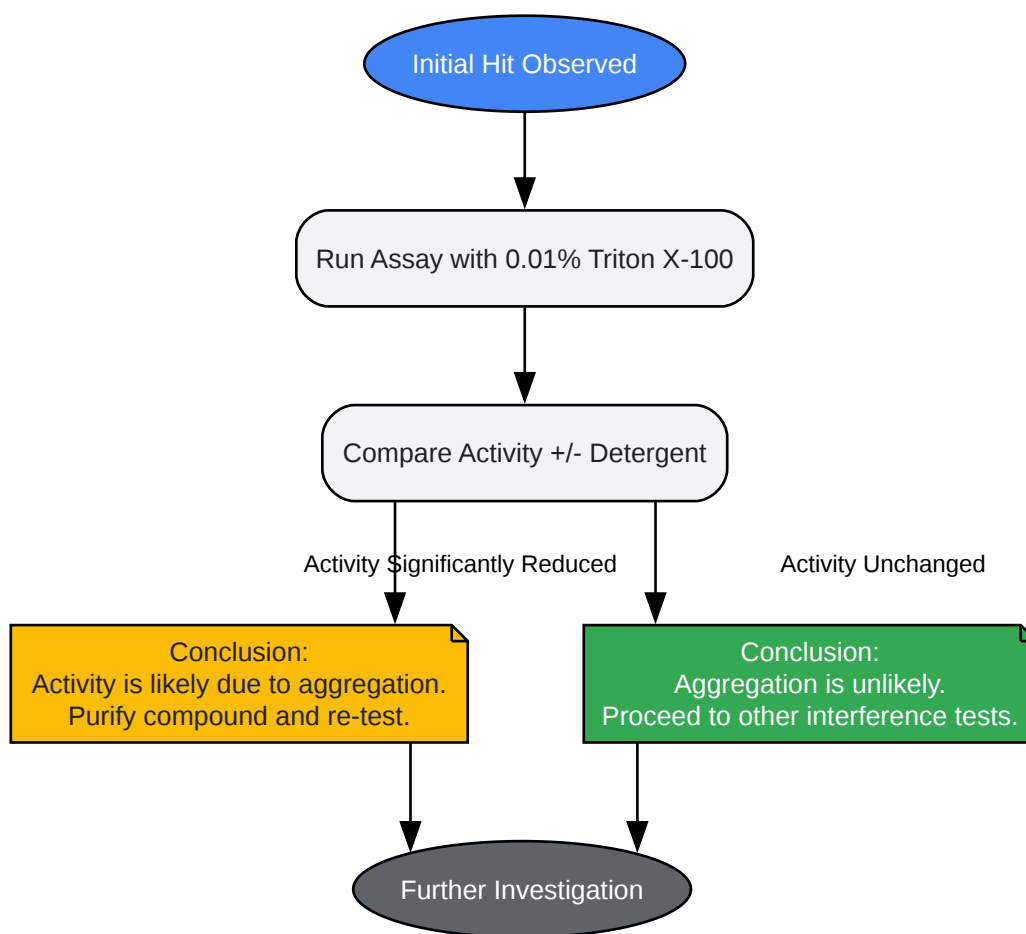 Initial Hit Observed
Run Assay with 0.01% Triton X-100
Compare Activity +/- Detergent
Activity Significantly Reduced
Activity Unchanged
Conclusion:
Activity is likely due to aggregation.
Purify compound and re-test.
Conclusion:
Aggregation is unlikely.
Proceed to other interference tests.
Further Investigation